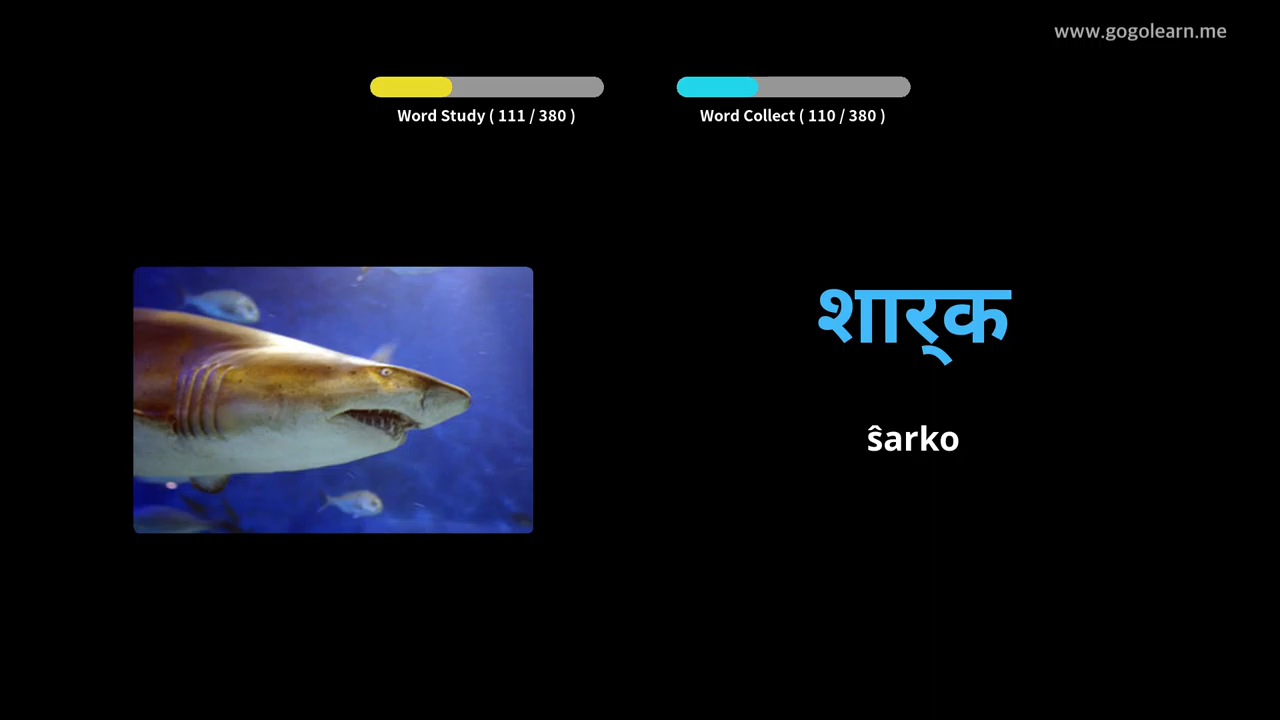 www.gogolearn.me
Word Study ( 111 / 380 )
Word Collect ( 110 / 380 )
शार्‌क
ŝarko